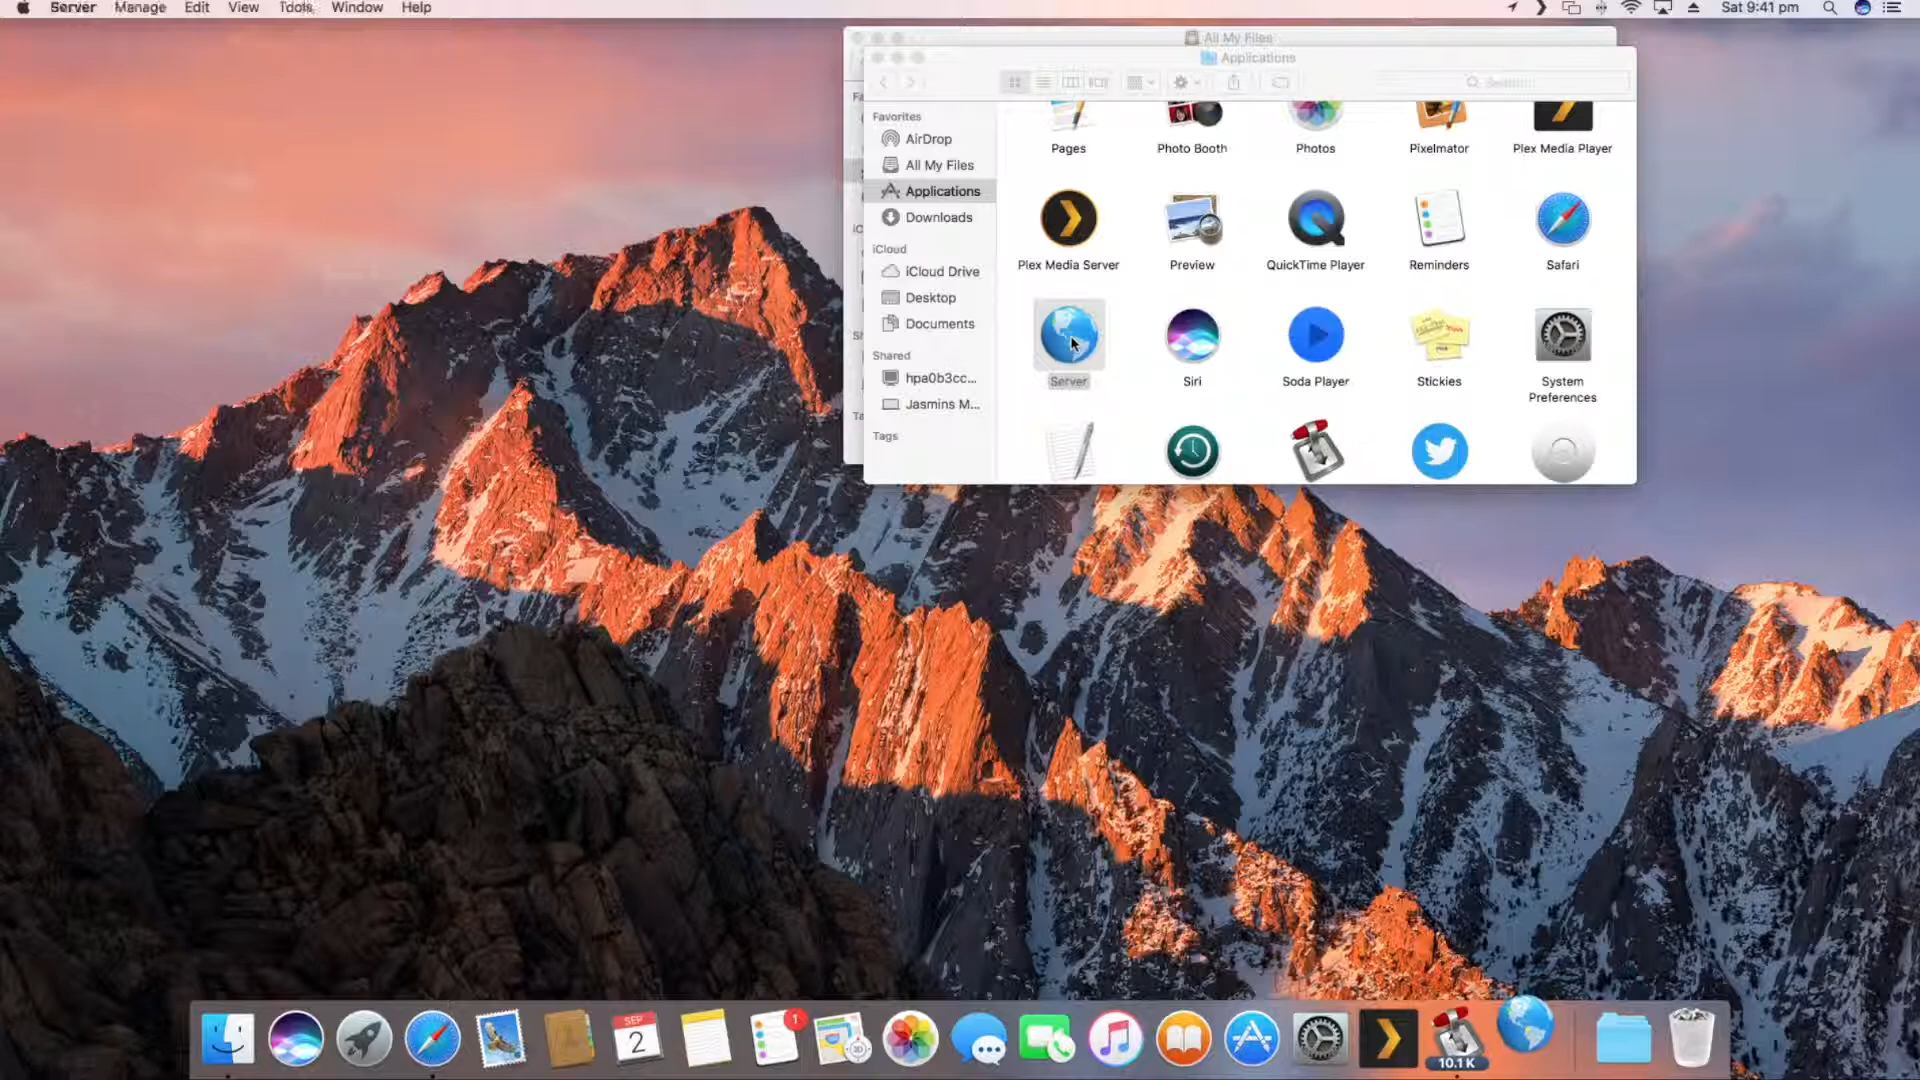 Server Manage Edit View Tools Window Help
Sat 9:41 pm
All My Files
Applications
Search
Favorites
AirDrop
All My Files
Applications
Downloads
iCloud
iCloud Drive
Desktop
Documents
Shared
hpa0b3cc...
Jasmins M...
Tags
Pages
Photo Booth
Photos
Pixelmator
Plex Media Player
Plex Media Server
Preview
QuickTime Player
Reminders
Safari
Server
Siri
Soda Player
Stickies
System
Preferences
SEP
2
1
3D
10.1 K